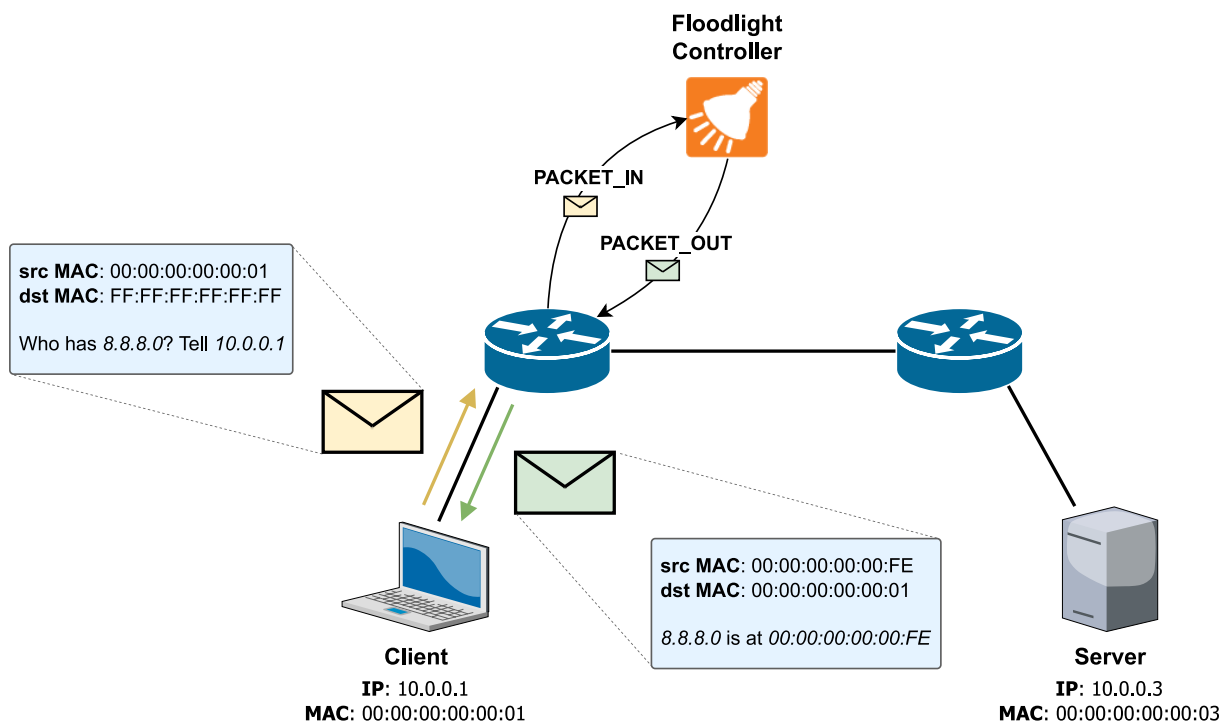 Floodlight
Controller
PACKET_IN
PACKET_OUT
src MAC: 00:00:00:00:00:01
dst MAC: FF:FF:FF:FF:FF:FF
Who has 8.8.8.0? Tell 10.0.0.1
src MAC: 00:00:00:00:00:FE
dst MAC: 00:00:00:00:00:01
8.8.8.0 is at 00:00:00:00:00:FE
Client
IP: 10.0.0.1
MAC: 00:00:00:00:00:01
Server
IP: 10.0.0.3
MAC: 00:00:00:00:00:03